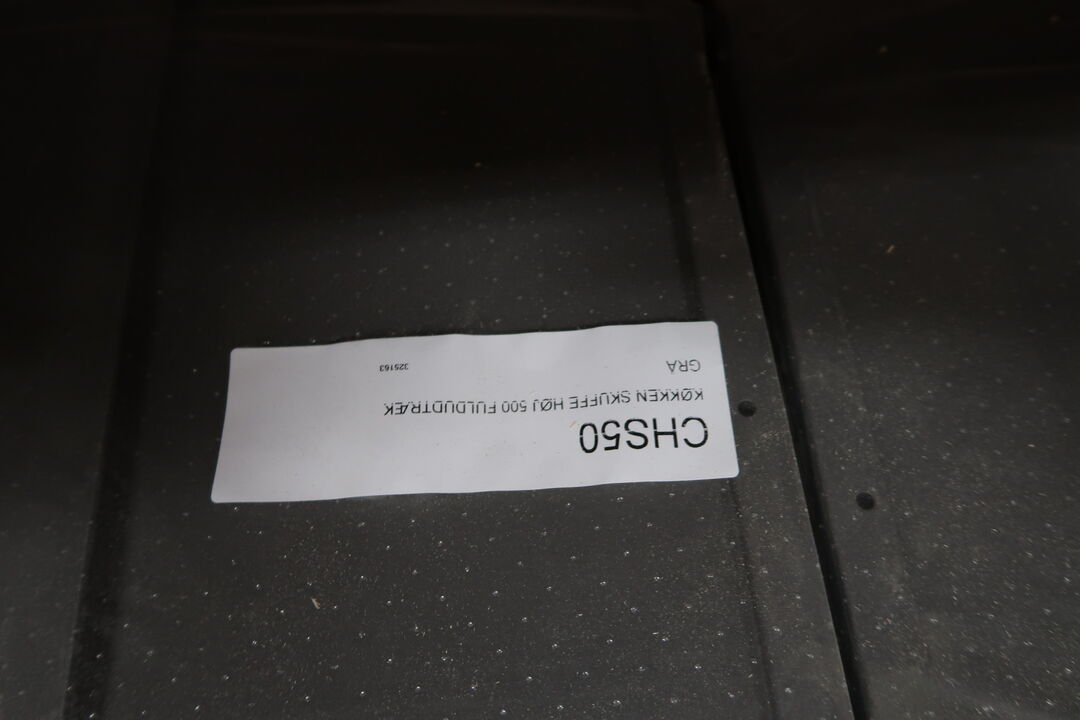 CHS50
KØKKEN SKUFFE HØJ 500 FULDUDTRÆK
GRA
325163